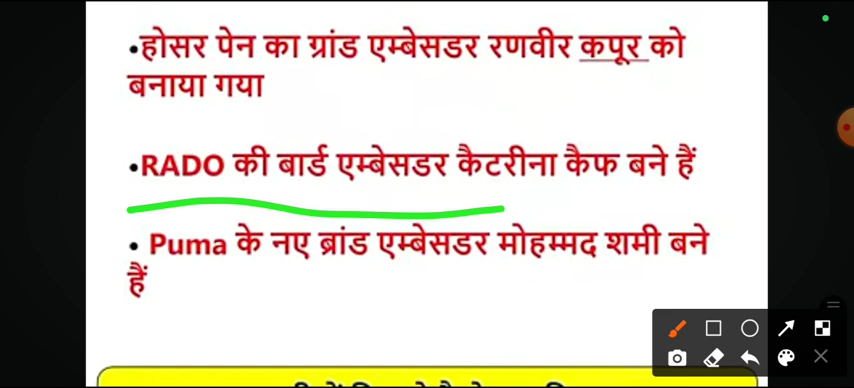 •होसर पेन का ग्रांड एम्बेसडर रणवीर कपूर को
बनाया गया
•RADO की बार्ड एम्बेसडर कैटरीना कैफ बने हैं
• Puma के नए ब्रांड एम्बेसडर मोहम्मद शमी बने
हैं